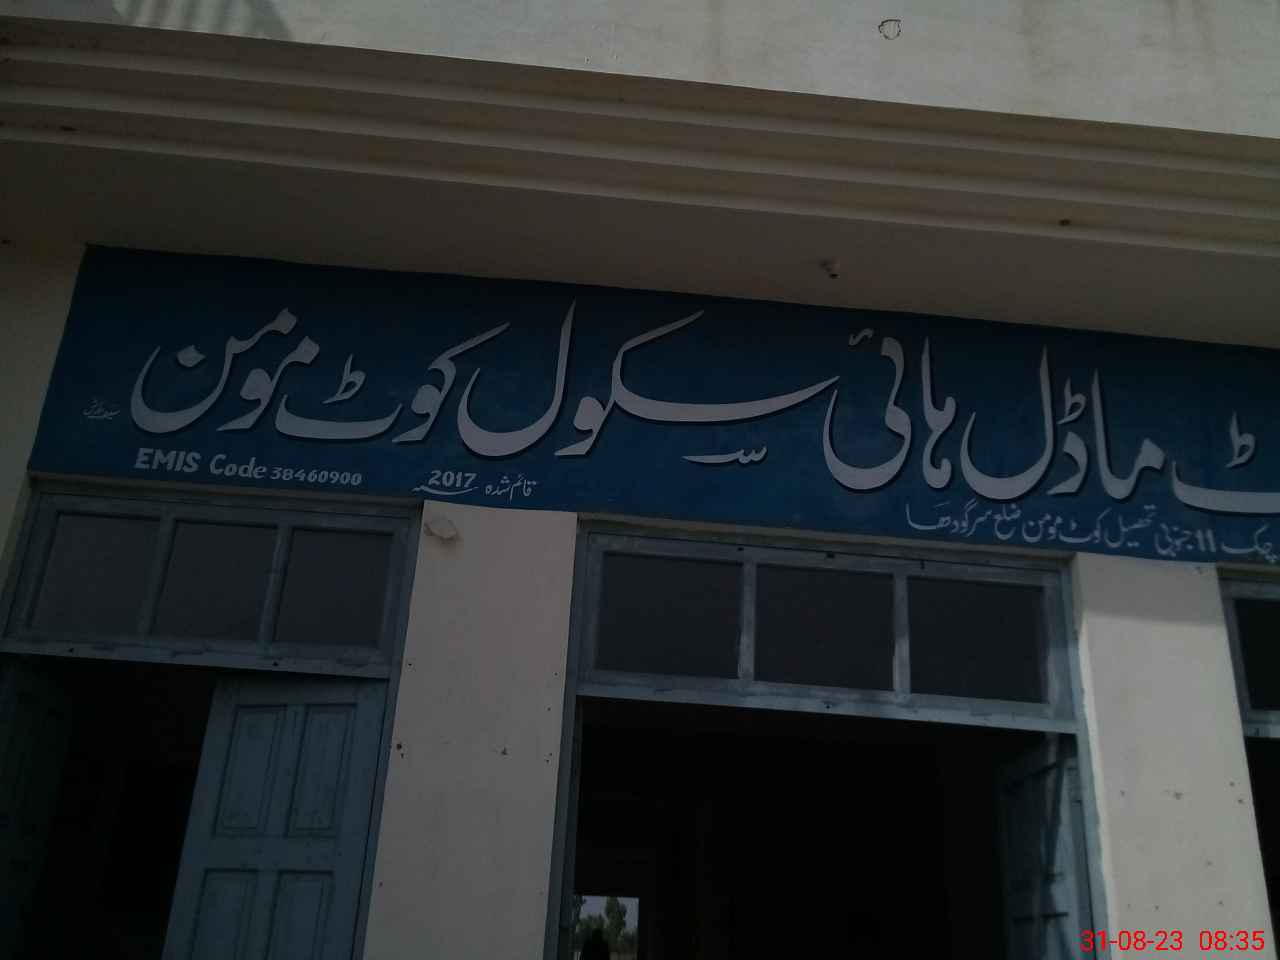 ماڈل ہائی سکول کوٹ مومن
چک 11 جنوبی تحصیل کوٹ مومن ضلع سرگودھا
قائم شدہ 2017
EMIS Code 38460900
31-08-23 08:35